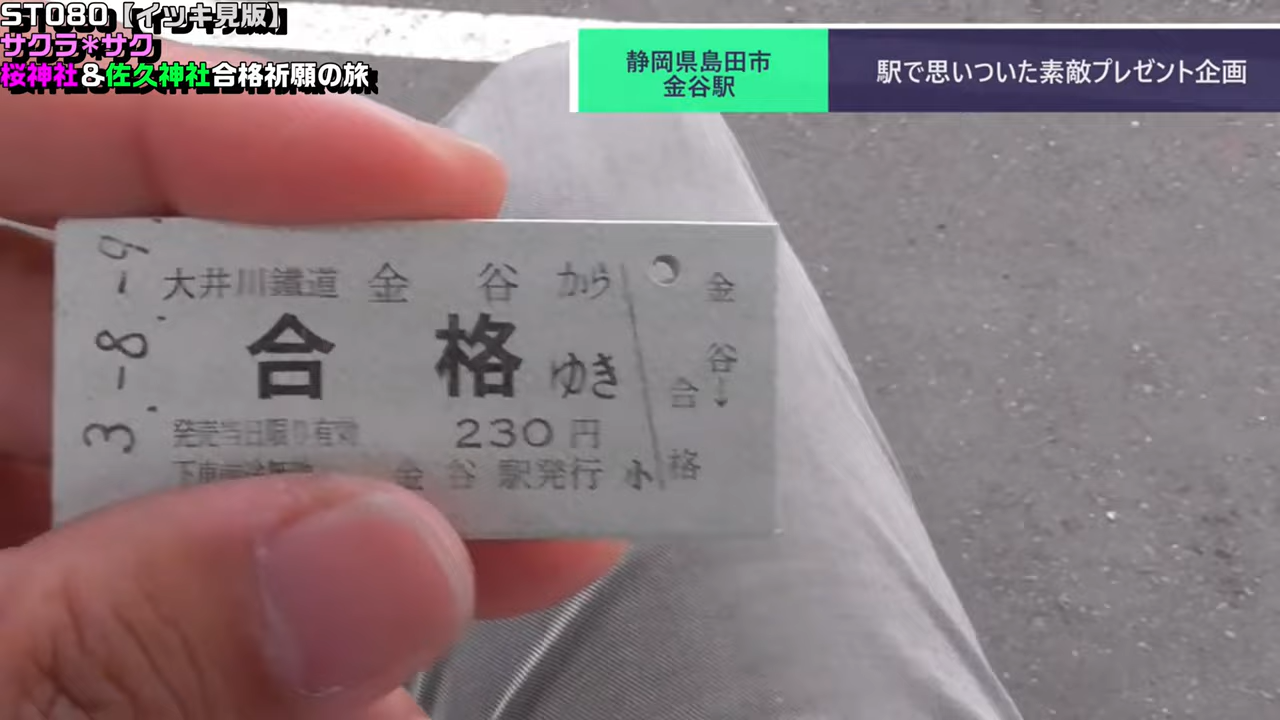 ST080【イッキ見版】
サクラ*サク
桜神社&佐久神社合格祈願の旅
静岡県島田市
金谷駅
駅で思いついた素敵プレゼント企画
3.-8.-9.
大井川鐵道 金谷から
合格ゆき
発売当日限り有効 230円
金谷駅発行 小
金谷→合格